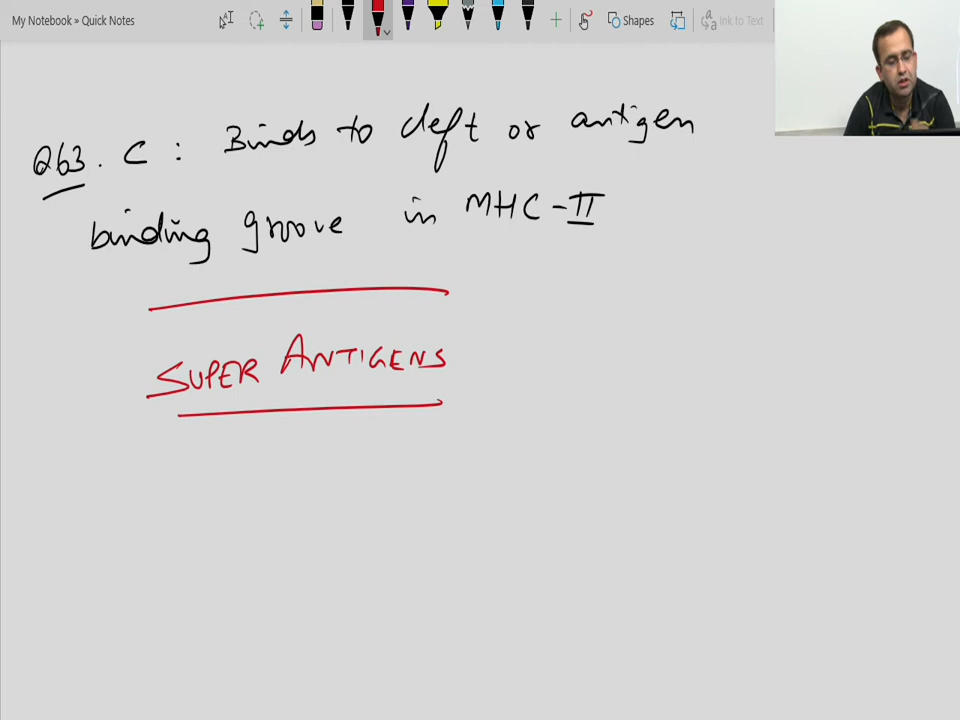 My Notebook » Quick Notes
Shapes
Ink to Text
Q63. C : Binds to cleft or antigen
binding groove in MHC-II
SUPER ANTIGENS